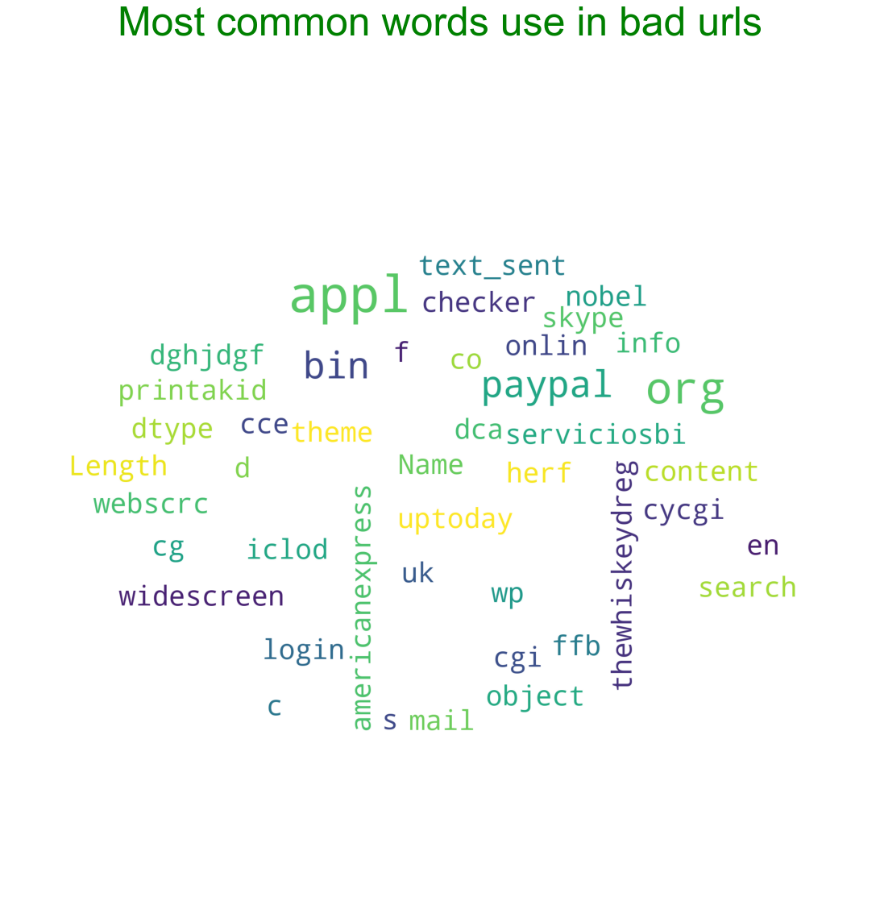 Most common words use in bad urls
text_sent
appl
checker
nobel
skype
dghjdgf
bin
f
co
onlin
info
printakid
paypal
org
dtype
cce
theme
dca
serviciosbi
Length
d
Name
herf
content
webscrc
americanexpress
uptoday
thewhiskeydreg
cycgi
cg
iclod
uk
en
widescreen
wp
search
login
cgi
ffb
c
object
s
mail